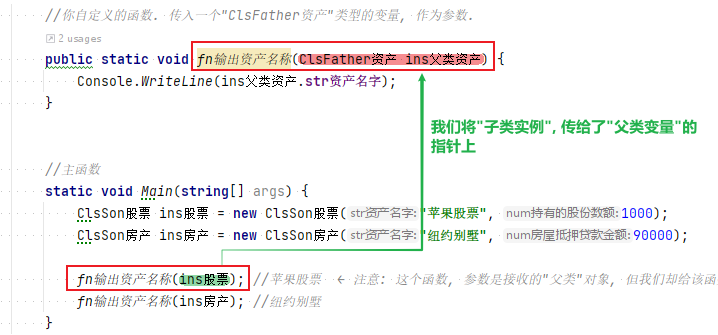 //你自定义的函数. 传入一个"ClsFather资产"类型的变量, 作为参数.
2 usages
public static void fn输出资产名称(ClsFather资产 ins父类资产) {
Console.WriteLine(ins父类资产.str资产名字);
}
我们将"子类实例", 传给了"父类变量"的
指针上
//主函数
static void Main(string[] args) {
ClsSon股票 ins股票 = new ClsSon股票( str资产名字: "苹果股票", num持有的股份数额: 1000);
ClsSon房产 ins房产 = new ClsSon房产( str资产名字: "纽约别墅", num房屋抵押贷款金额: 90000);
fn输出资产名称(ins股票); //苹果股票 ← 注意: 这个函数, 参数是接收的"父类"对象, 但我们却给该函
fn输出资产名称(ins房产); //纽约别墅
}